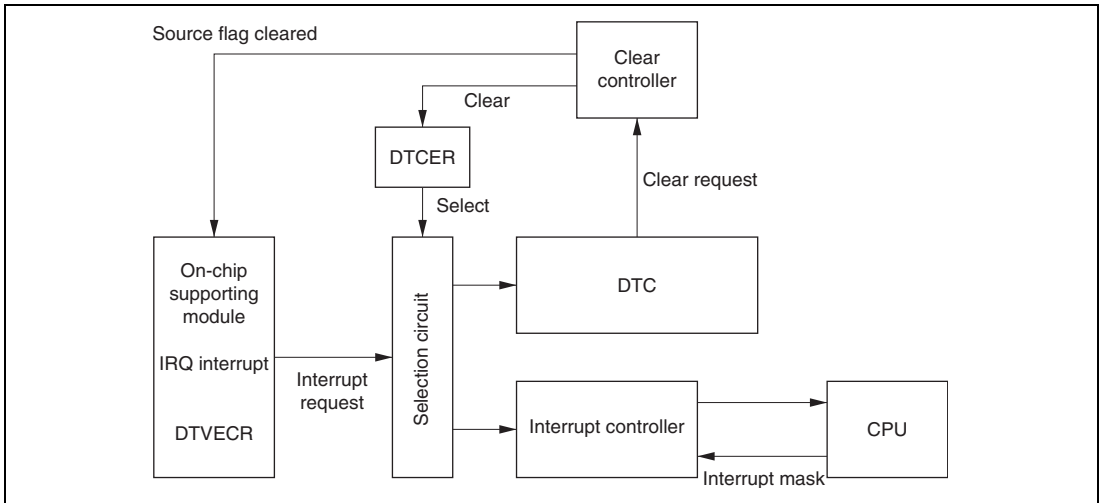 Source flag cleared
Clear
controller
Clear
DTCER
Clear request
Select
On-chip
supporting
module
IRQ interrupt
DTVECR
Interrupt
request
Selection circuit
DTC
Interrupt controller
CPU
Interrupt mask